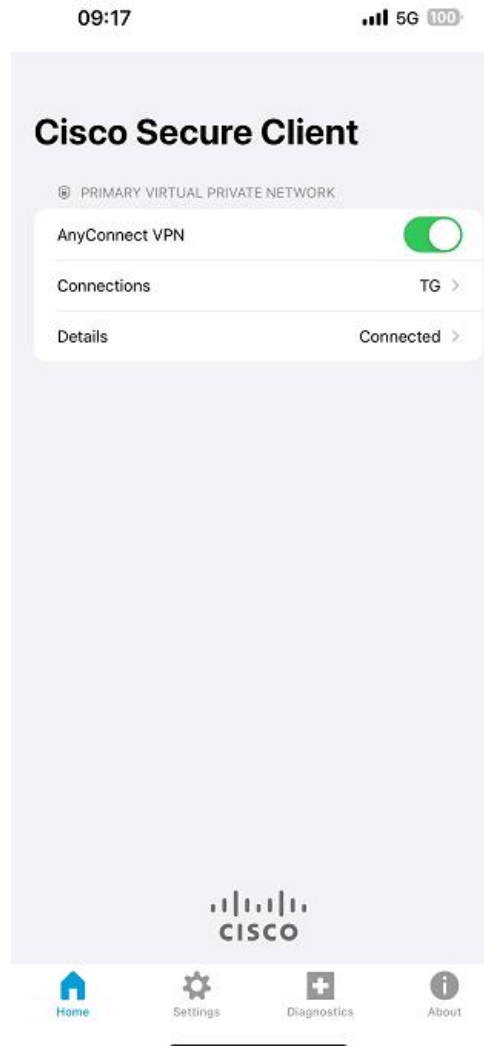 09:17 5G 100
Cisco Secure Client
PRIMARY VIRTUAL PRIVATE NETWORK
AnyConnect VPN
Connections TG
Details Connected
CISCO
Home Settings Diagnostics About